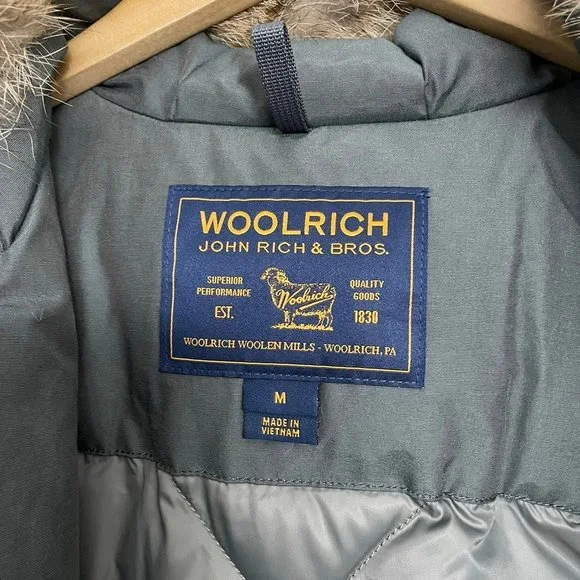 WOOLRICH
JOHN RICH & BROS.
SUPERIOR
PERFORMANCE
EST.
Woolrich
QUALITY
GOODS
1830
WOOLRICH WOOLEN MILLS - WOOLRICH, PA
M
MADE IN
VIETNAM